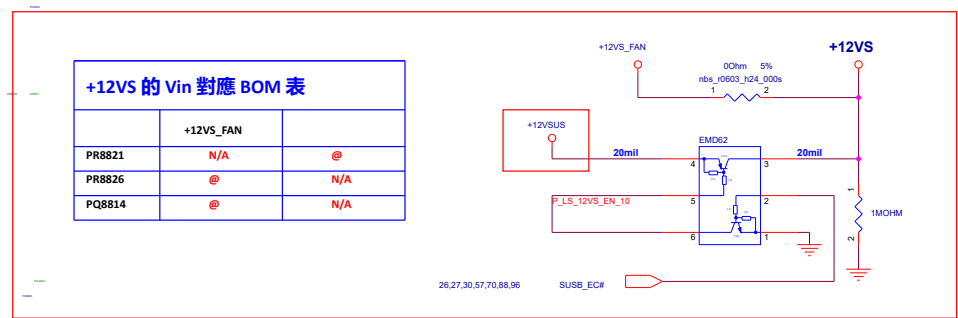 +12VS 的 Vin 對應 BOM 表
+12VS_FAN
PR8821 N/A @
PR8826 @ N/A
PQ8814 @ N/A
+12VS_FAN
+12VS
0Ohm 5%
nbs_r0603_h24_000s
1 2
+12VSUS
EMD62
20mil
4
3
20mil
P_LS_12VS_EN_10
5
2
6
1
1
1MOHM
2
26,27,30,57,70,88,96
SUSB_EC#